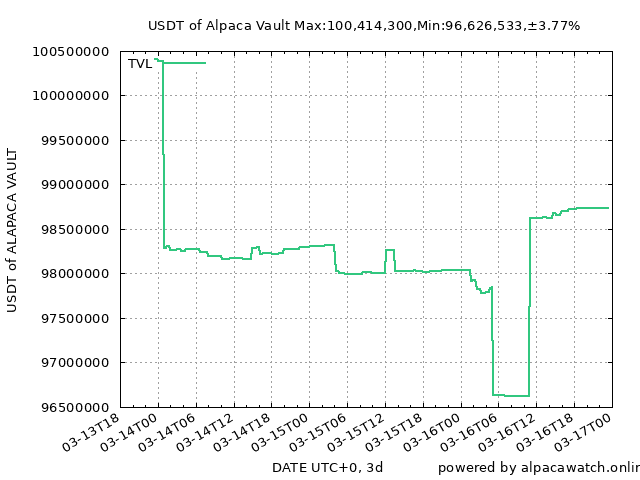 USDT of Alpaca Vault Max:100,414,300,Min:96,626,533,±3.77%
USDT of ALAPACA VAULT
100500000
100000000
99500000
99000000
98500000
98000000
97500000
97000000
96500000
TVL
03-13T18
03-14T00
03-14T06
03-14T12
03-14T18
03-15T00
03-15T06
03-15T12
03-15T18
03-16T00
03-16T06
03-16T12
03-16T18
03-17T00
DATE UTC+0, 3d
powered by alpacawatch.onlin